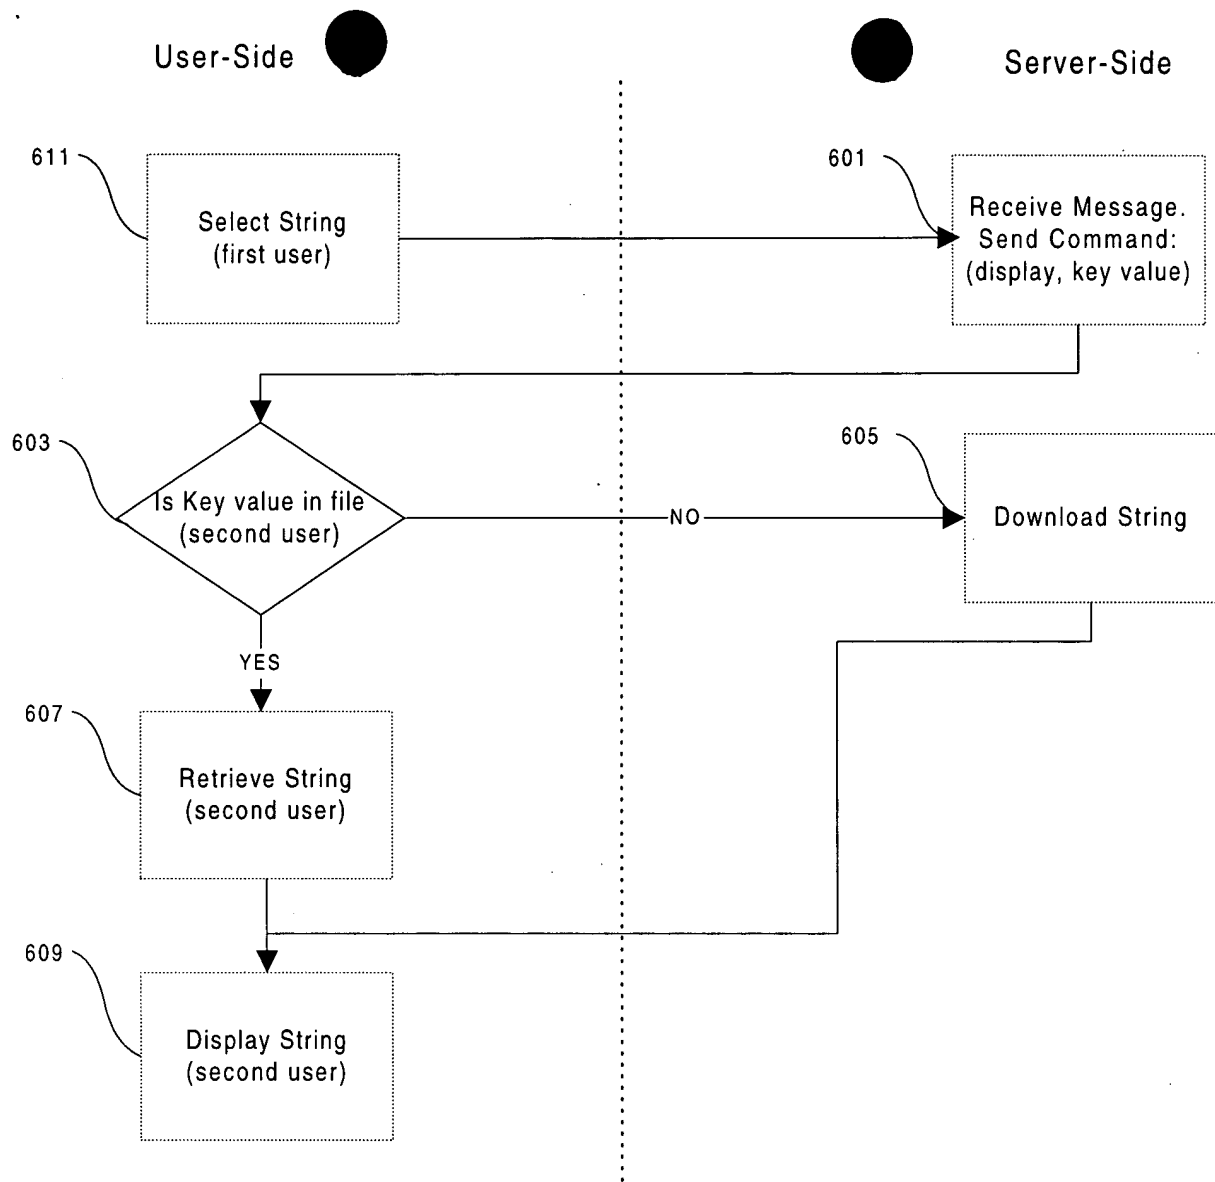 User-Side
Server-Side
611
Select String
(first user)
601
Receive Message.
Send Command:
(display, key value)
603
Is Key value in file
(second user)
NO
605
Download String
YES
607
Retrieve String
(second user)
609
Display String
(second user)